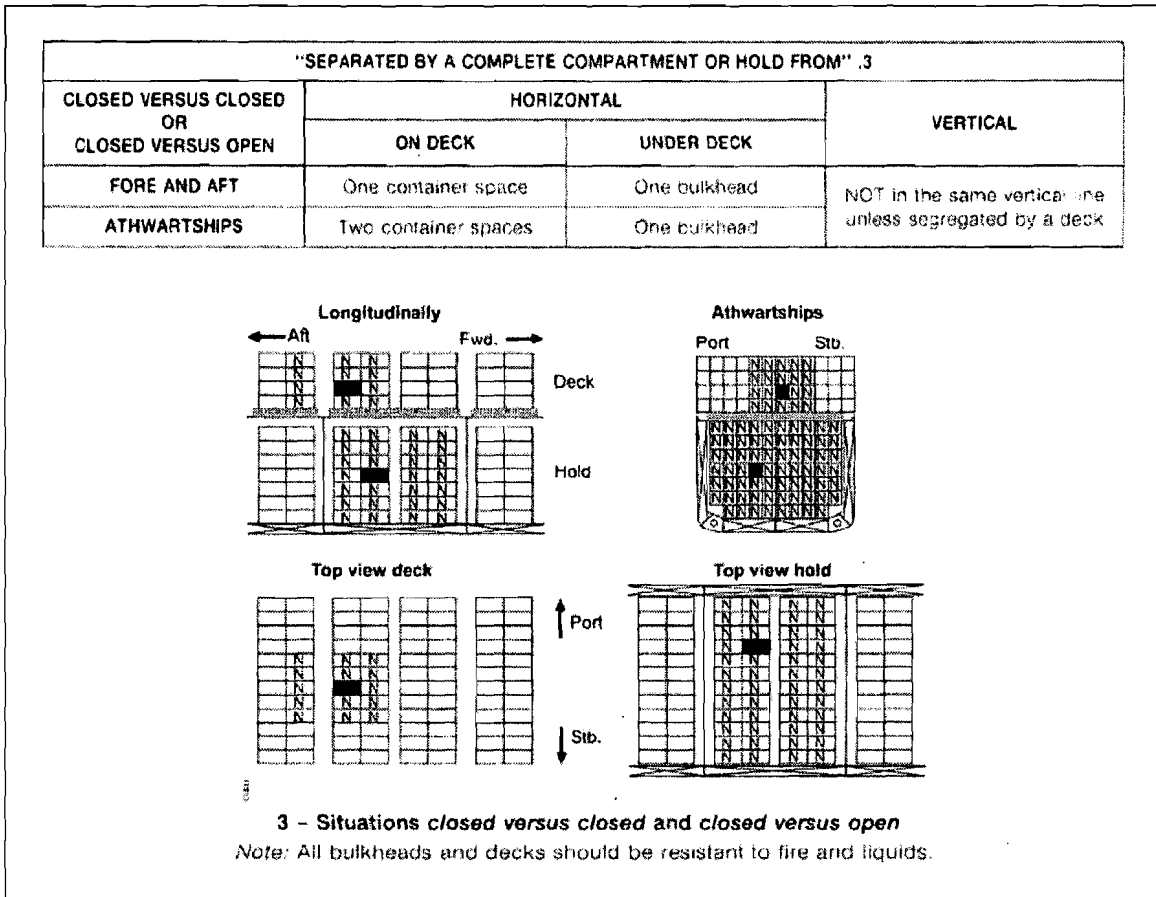 "SEPARATED BY A COMPLETE COMPARTMENT OR HOLD FROM" .3
CLOSED VERSUS CLOSED
OR
CLOSED VERSUS OPEN
HORIZONTAL
VERTICAL
ON DECK
UNDER DECK
FORE AND AFT
One container space
One bulkhead
NOT in the same vertical line
unless segregated by a deck
ATHWARTSHIPS
Two container spaces
One bulkhead
Longitudinally
Athwartships
Aft
Fwd.
Port
Stb.
Deck
Hold
Top view deck
Top view hold
Port
Stb.
3 – Situations closed versus closed and closed versus open
Note: All bulkheads and decks should be resistant to fire and liquids.